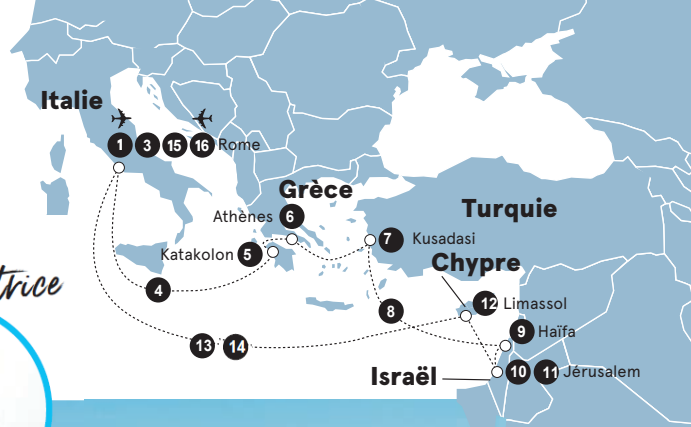 Italie
1 3 15 16 Rome
Grèce
Athènes 6
Turquie
7 Kusadasi
Katakolon 5
Chypre
4
12 Limassol
8
9 Haïfa
13 14
Israël
10 11 Jérusalem
trice